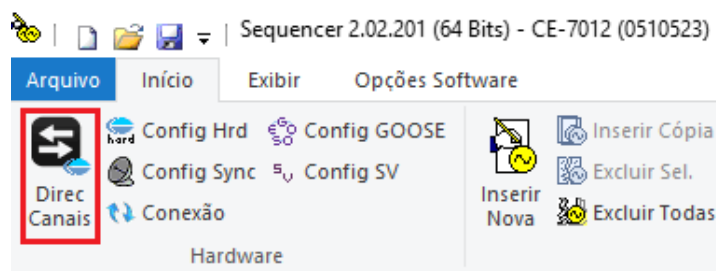 Sequencer 2.02.201 (64 Bits) - CE-7012 (0510523)
Arquivo Início Exibir Opções Software
hard Config Hrd Config GOOSE Inserir Cópia
Config Sync Config SV Excluir Sel.
Direc Canais Conexão Inserir Nova Excluir Todas
Hardware